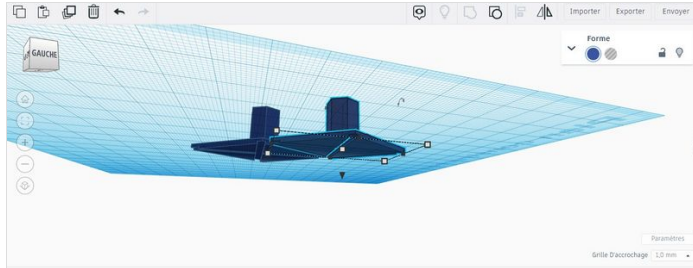 Importer Exporter Envoyer
Forme
GAUCHE
Paramètres
Grille D'accrochage 1,0 mm